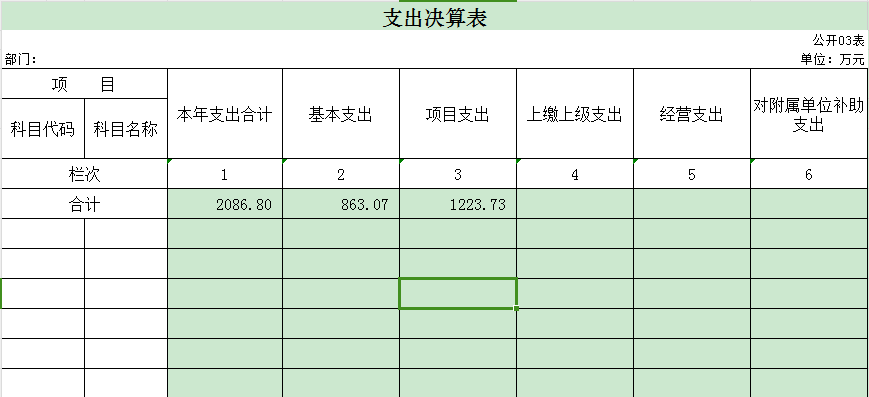 支出决算表
公开03表
部门：
单位：万元
项 目
本年支出合计
基本支出
项目支出
上缴上级支出
经营支出
对附属单位补助
支出
科目代码
科目名称
栏次
1
2
3
4
5
6
合计
2086.80
863.07
1223.73